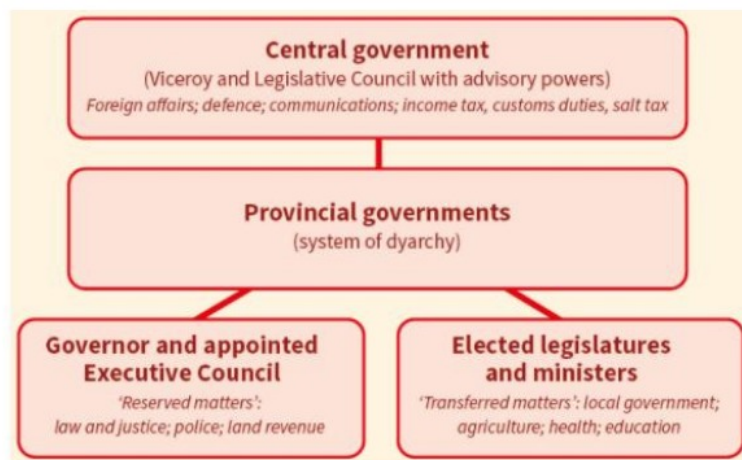 Central government
(Viceroy and Legislative Council with advisory powers)
Foreign affairs; defence; communications; income tax, customs duties, salt tax
Provincial governments
(system of dyarchy)
Governor and appointed
Executive Council
‘Reserved matters’:
law and justice; police; land revenue
Elected legislatures
and ministers
‘Transferred matters’: local government;
agriculture; health; education